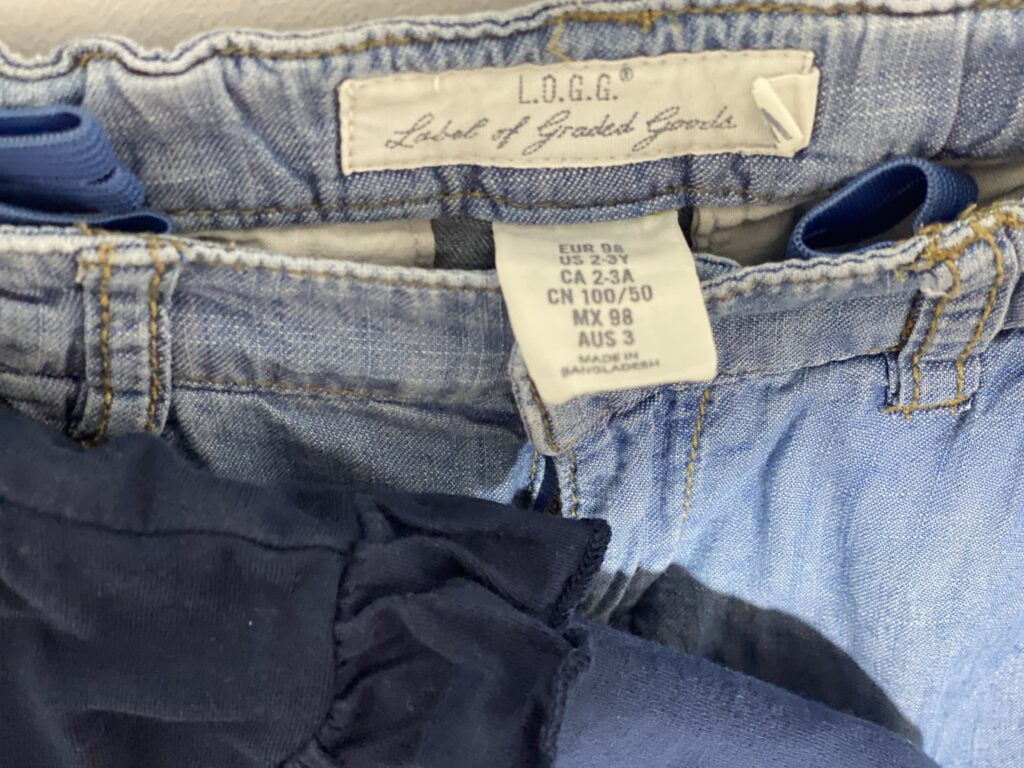 L.O.G.G.®
Label of Graded Goods
EUR 98
US 2-3Y
CA 2-3A
CN 100/50
MX 98
AUS 3
MADE IN
BANGLADESH